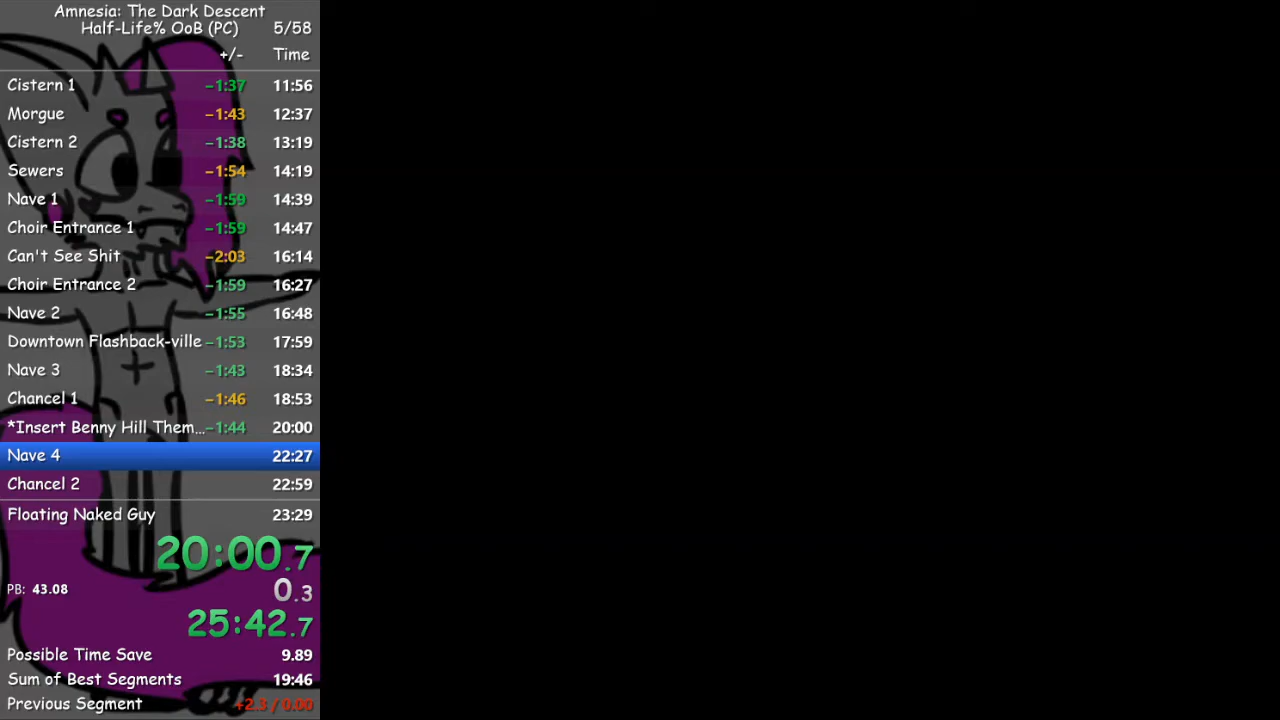 Amnesia: The Dark Descent
Half-Life% OoB (PC) 5/58
+/- Time
Cistern 1 −1:37 11:56
Morgue −1:43 12:37
Cistern 2 −1:38 13:19
Sewers −1:54 14:19
Nave 1 −1:59 14:39
Choir Entrance 1 −1:59 14:47
Can't See Shit −2:03 16:14
Choir Entrance 2 −1:59 16:27
Nave 2 −1:55 16:48
Downtown Flashback-ville −1:53 17:59
Nave 3 −1:43 18:34
Chancel 1 −1:46 18:53
*Insert Benny Hill Them... −1:44 20:00
Nave 4 22:27
Chancel 2 22:59
Floating Naked Guy 23:29
20:00.7
PB: 43.08 0.3
25:42.7
Possible Time Save 9.89
Sum of Best Segments 19:46
Previous Segment +2.3 / 0.00